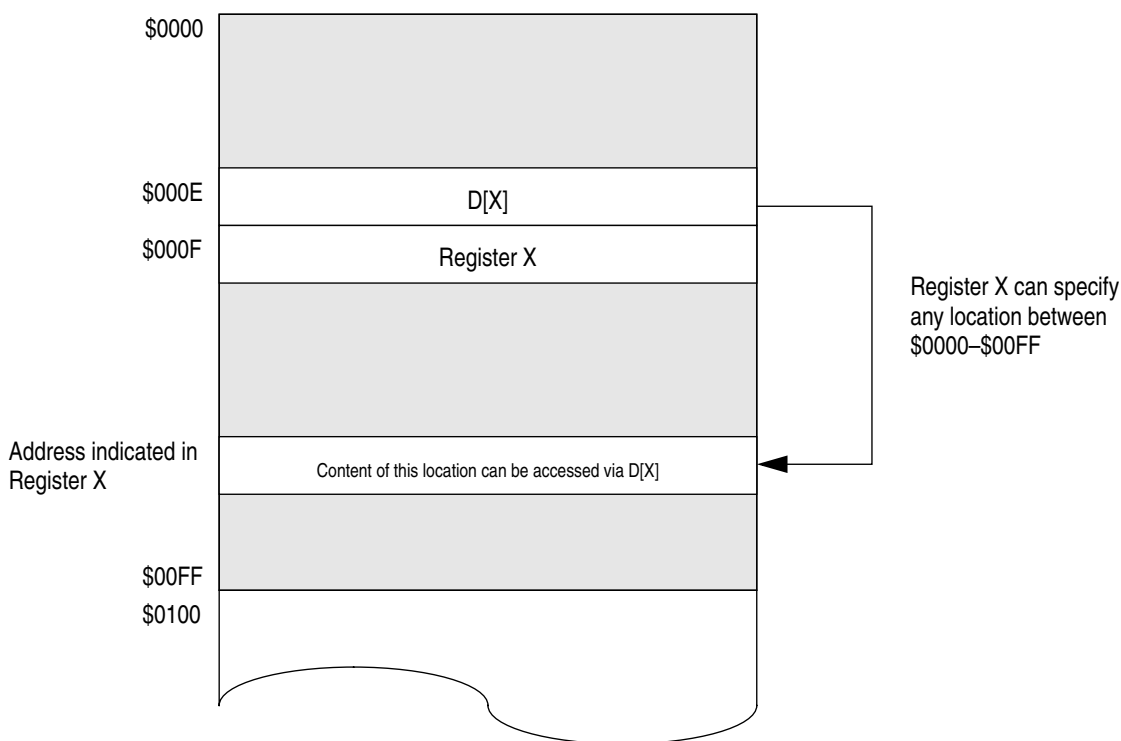 $0000
$000E
D[X]
$000F
Register X
Register X can specify
any location between
$0000–$00FF
Address indicated in
Register X
Content of this location can be accessed via D[X]
$00FF
$0100